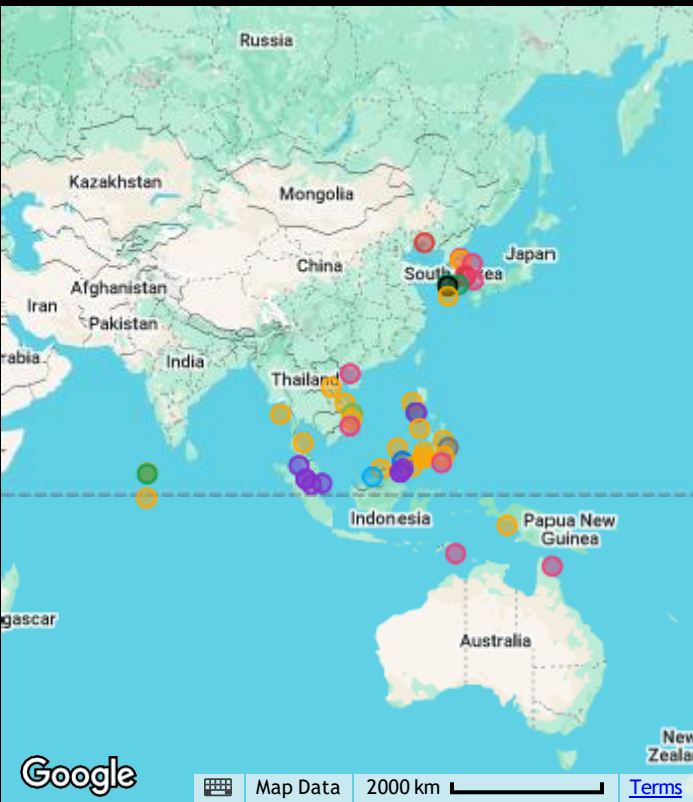 Russia
Kazakhstan
Mongolia
Japan
China
South
ea
Afghanistan
Iran
Pakistan
rabia
India
Thailand
Indonesia
Papua New
Guinea
gascar
Australia
New
Zeala
Google
Map Data
2000 km
Terms